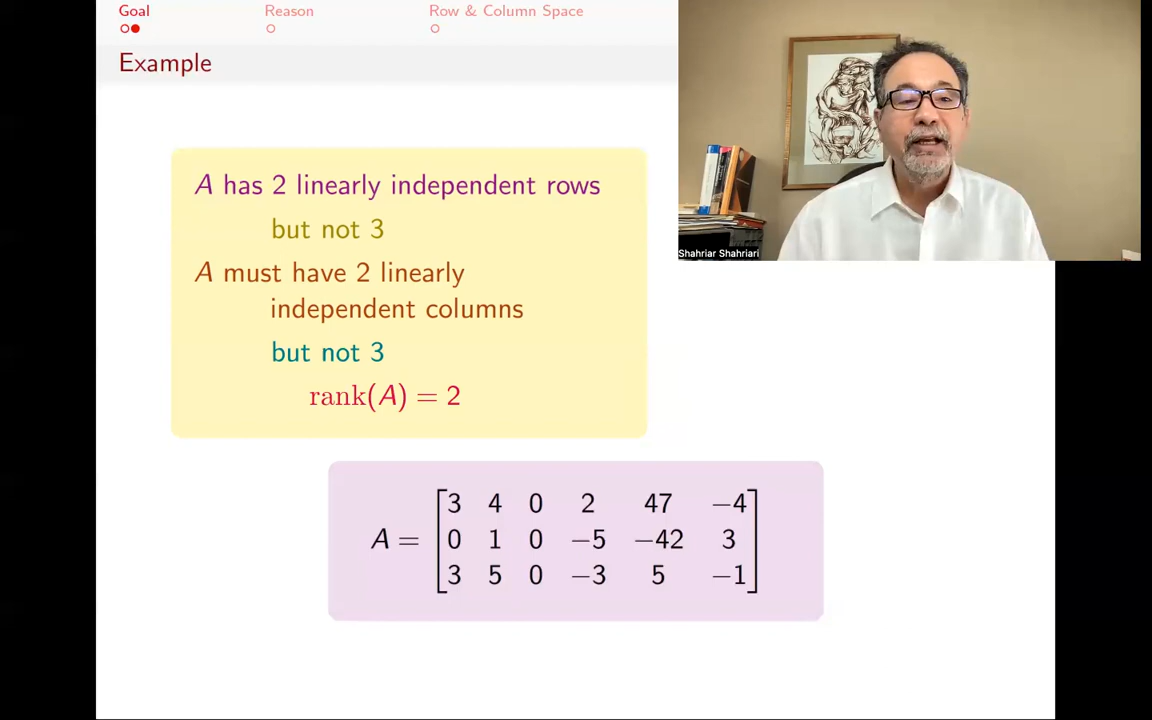 Goal Reason Row & Column Space
Example
Shahriar Shahriari
A has 2 linearly independent rows
but not 3
A must have 2 linearly
independent columns
but not 3
rank(A) = 2
A = [3 4 0 2 47 −4
0 1 0 −5 −42 3
3 5 0 −3 5 −1]